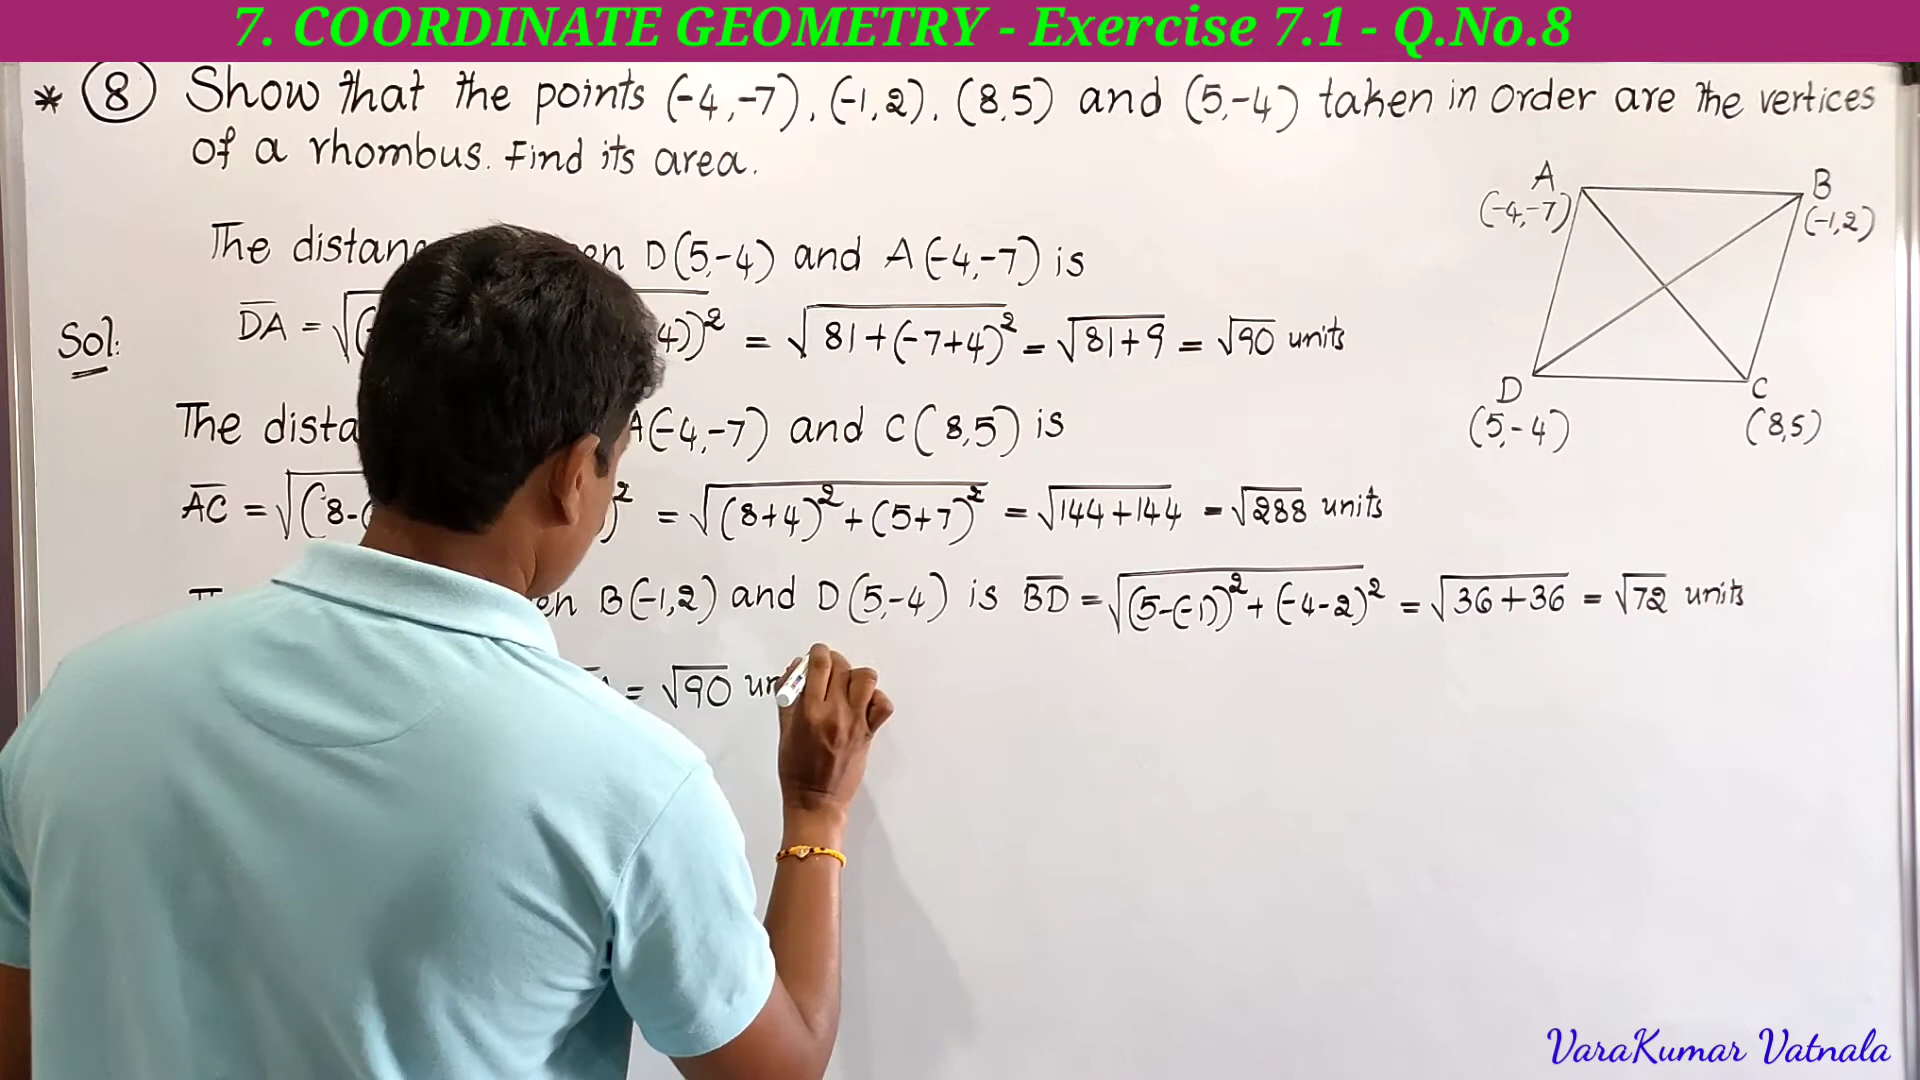 7. COORDINATE GEOMETRY - Exercise 7.1 - Q.No.8
* 8 Show that the points (-4,-7), (-1,2), (8,5) and (5,-4) taken in order are the vertices
of a rhombus. Find its area.
A
(-4,-7)
B
(-1,2)
D
(5,-4)
C
(8,5)
The D(5,-4) and A(-4,-7) is
Sol:
DA = √ 4))² = √81+(-7+4)² = √81+9 = √90 units
The A(-4,-7) and C(8,5) is
AC = √(8-( )² = √(8+4)²+(5+7)² = √144+144 = √288 units
B(-1,2) and D(5,-4) is BD = √(5-(-1))²+(-4-2)² = √36+36 = √72 units
= √90
VaraKumar Vatnala